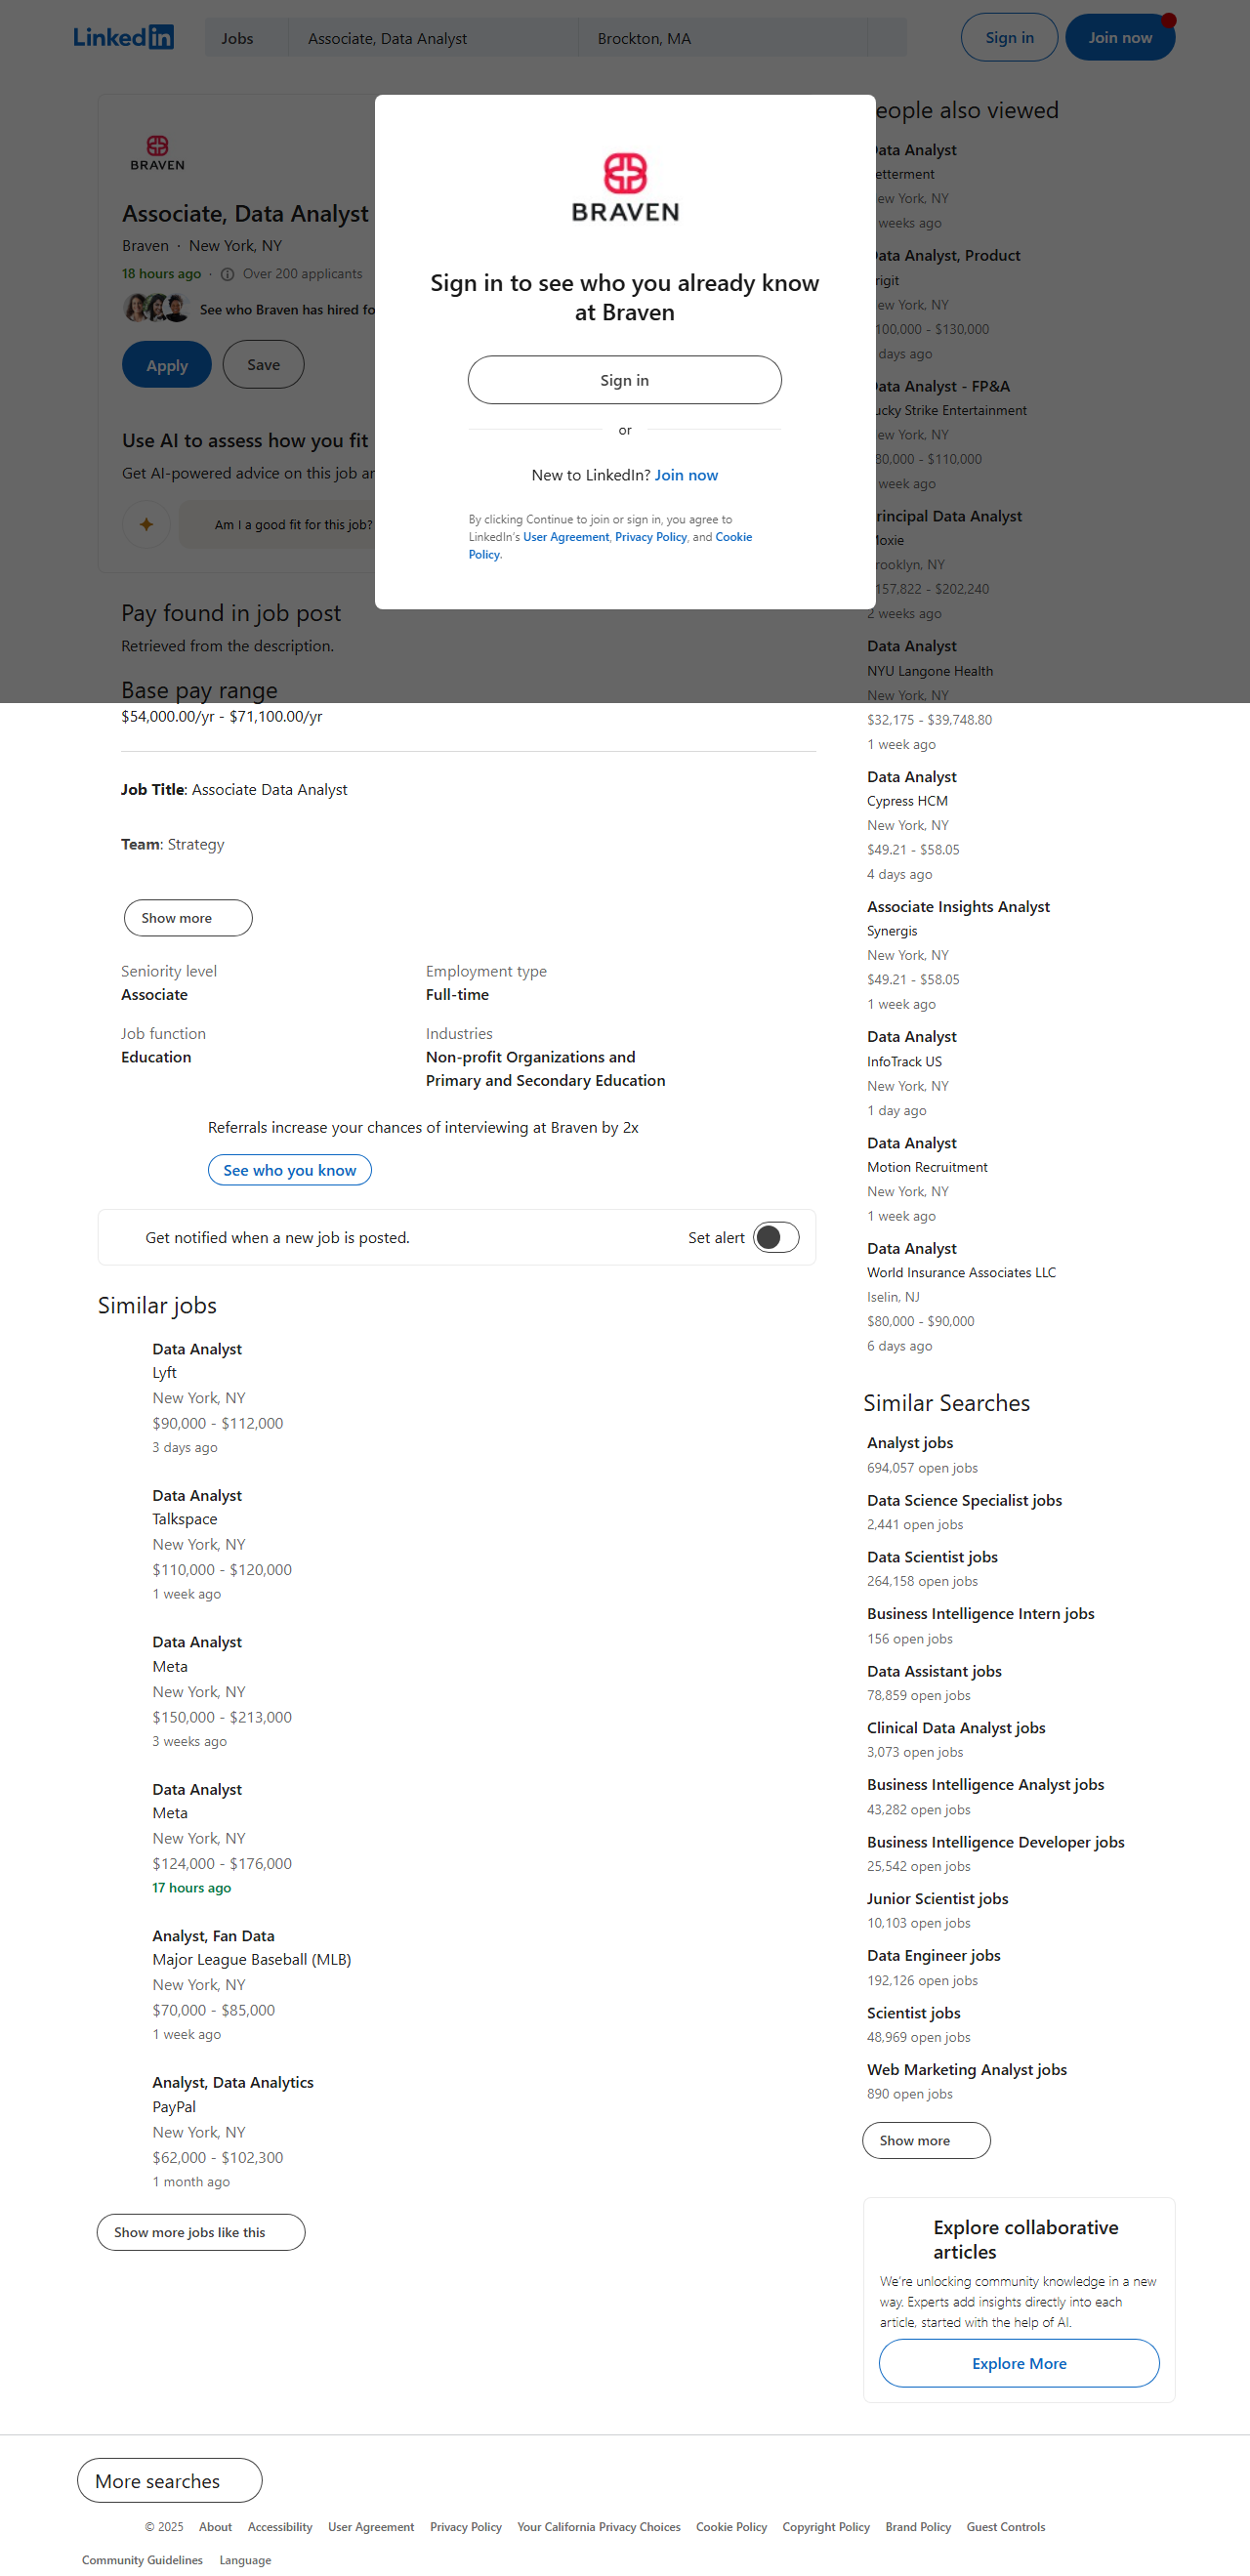 LinkedIn
Jobs
Associate, Data Analyst
Brockton, MA
Sign in
Join now
BRAVEN
Associate, Data Analyst
Braven · New York, NY
18 hours ago · Over 200 applicants
See who Braven has hired fo
Apply
Save
Use AI to assess how you fit
Get AI-powered advice on this job
Am I a good fit for this job?
BRAVEN
Sign in to see who you already know
at Braven
Sign in
or
New to LinkedIn? Join now
By clicking Continue to join or sign in, you agree to
LinkedIn's User Agreement, Privacy Policy, and Cookie
Policy.
Pay found in job post
Retrieved from the description.
Base pay range
$54,000.00/yr - $71,100.00/yr
Job Title: Associate Data Analyst
Team: Strategy
Show more
Seniority level
Associate
Employment type
Full-time
Job function
Education
Industries
Non-profit Organizations and
Primary and Secondary Education
Referrals increase your chances of interviewing at Braven by 2x
See who you know
Get notified when a new job is posted.
Set alert
Similar jobs
Data Analyst
Lyft
New York, NY
$90,000 - $112,000
3 days ago
Data Analyst
Talkspace
New York, NY
$110,000 - $120,000
1 week ago
Data Analyst
Meta
New York, NY
$150,000 - $213,000
3 weeks ago
Data Analyst
Meta
New York, NY
$124,000 - $176,000
17 hours ago
Analyst, Fan Data
Major League Baseball (MLB)
New York, NY
$70,000 - $85,000
1 week ago
Analyst, Data Analytics
PayPal
New York, NY
$62,000 - $102,300
1 month ago
Show more jobs like this
eople also viewed
ata Analyst
etterment
ew York, NY
weeks ago
ata Analyst, Product
rigit
ew York, NY
100,000 - $130,000
days ago
ata Analyst - FP&A
ucky Strike Entertainment
ew York, NY
80,000 - $110,000
week ago
rincipal Data Analyst
Moxie
rooklyn, NY
157,822 - $202,240
2 weeks ago
Data Analyst
NYU Langone Health
New York, NY
$32,175 - $39,748.80
1 week ago
Data Analyst
Cypress HCM
New York, NY
$49.21 - $58.05
4 days ago
Associate Insights Analyst
Synergis
New York, NY
$49.21 - $58.05
1 week ago
Data Analyst
InfoTrack US
New York, NY
1 day ago
Data Analyst
Motion Recruitment
New York, NY
1 week ago
Data Analyst
World Insurance Associates LLC
Iselin, NJ
$80,000 - $90,000
6 days ago
Similar Searches
Analyst jobs
694,057 open jobs
Data Science Specialist jobs
2,441 open jobs
Data Scientist jobs
264,158 open jobs
Business Intelligence Intern jobs
156 open jobs
Data Assistant jobs
78,859 open jobs
Clinical Data Analyst jobs
3,073 open jobs
Business Intelligence Analyst jobs
43,282 open jobs
Business Intelligence Developer jobs
25,542 open jobs
Junior Scientist jobs
10,103 open jobs
Data Engineer jobs
192,126 open jobs
Scientist jobs
48,969 open jobs
Web Marketing Analyst jobs
890 open jobs
Show more
Explore collaborative
articles
We're unlocking community knowledge in a new
way. Experts add insights directly into each
article, started with the help of AI.
Explore More
More searches
© 2025 About Accessibility User Agreement Privacy Policy Your California Privacy Choices Cookie Policy Copyright Policy Brand Policy Guest Controls
Community Guidelines Language